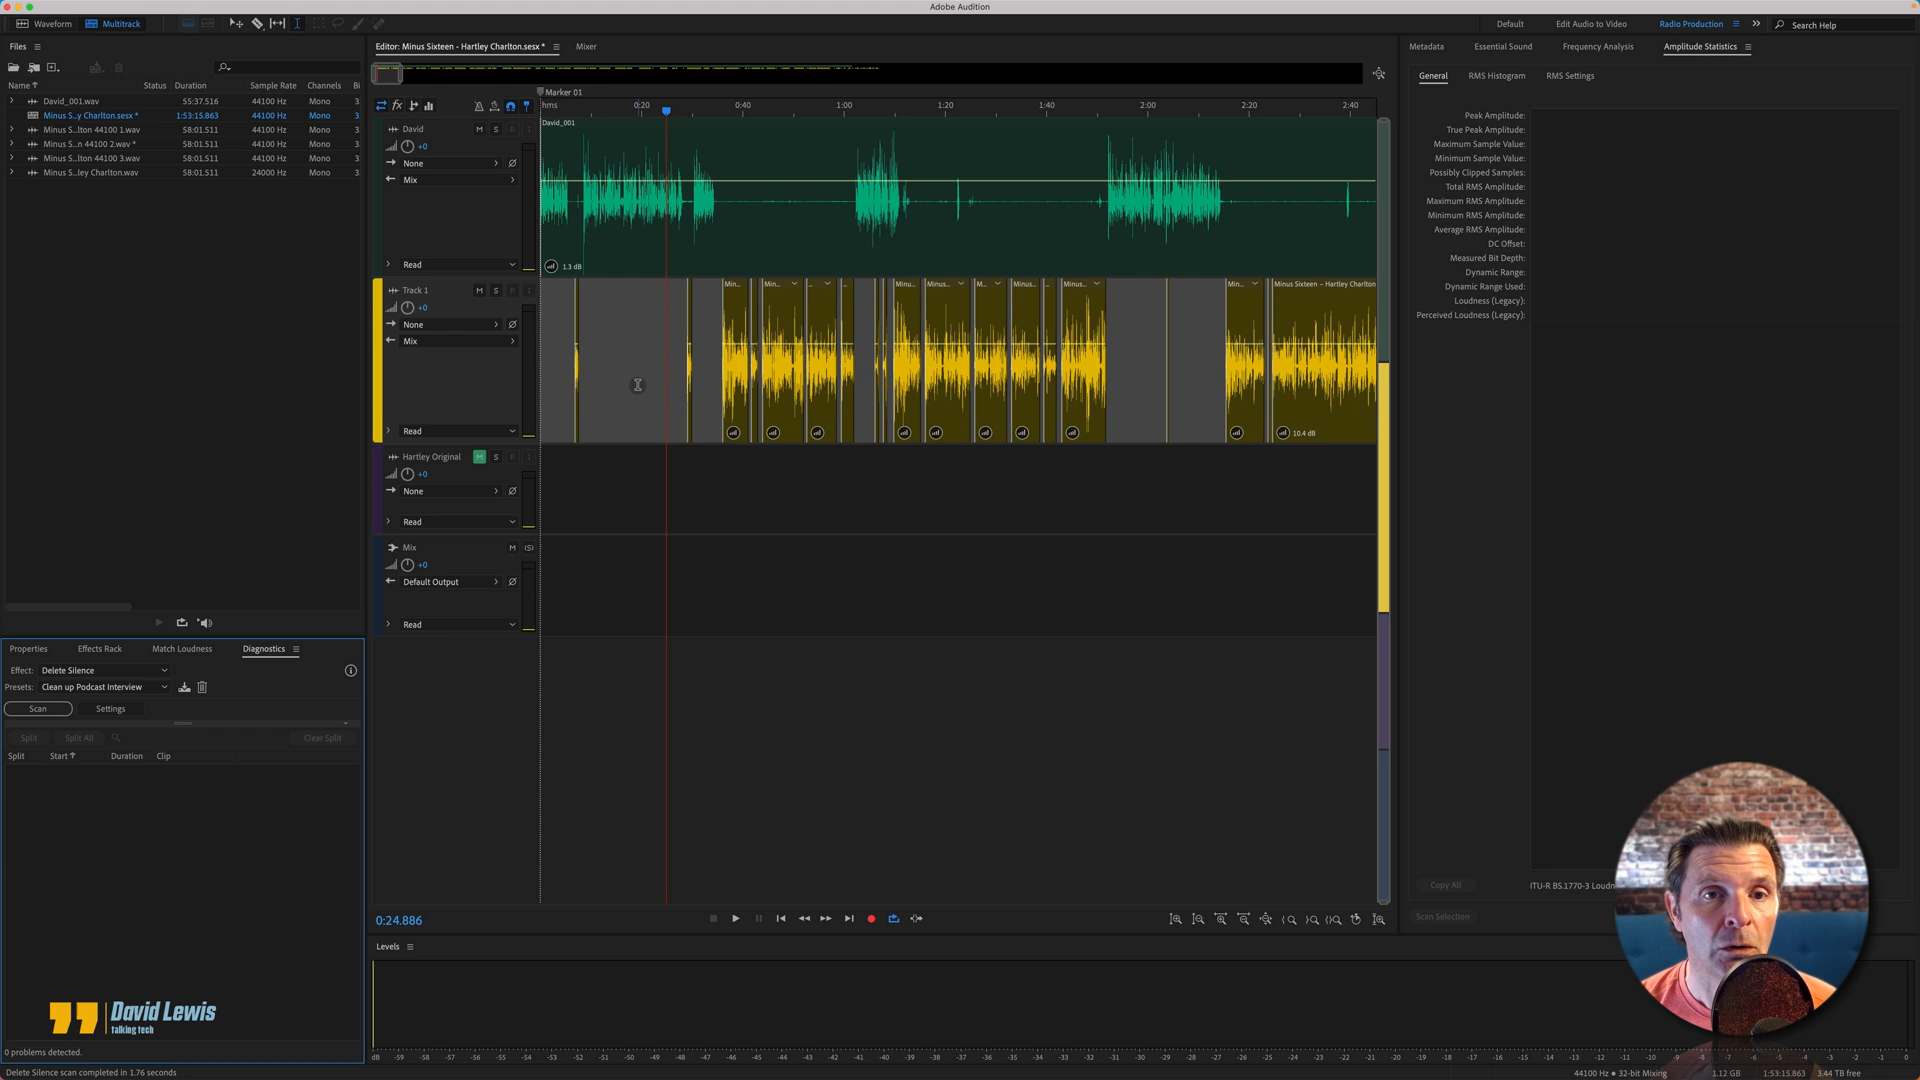 Adobe Audition
Waveform
Multitrack
Default
Edit Audio to Video
Radio Production
Search Help
Files
Name
Status
Duration
Sample Rate
Channels
Bi
David_001.wav 55:37.516 44100 Hz Mono 3
Minus S...y Charlton.sesx * 1:53:15.863 44100 Hz Mono 3
Minus S...lton 44100 1.wav 58:01.511 44100 Hz Mono 3
Minus S...n 44100 2.wav * 58:01.511 44100 Hz Mono 3
Minus S...lton 44100 3.wav 58:01.511 44100 Hz Mono 3
Minus S...ley Charlton.wav 58:01.511 24000 Hz Mono 3
Properties
Effects Rack
Match Loudness
Diagnostics
Effect: Delete Silence
Presets: Clean up Podcast Interview
Scan
Settings
Split
Split All
Clear Split
Split
Start
Duration
Clip
David Lewis
talking tech
0 problems detected.
Delete Silence scan completed in 1.76 seconds
Editor: Minus Sixteen - Hartley Charlton.sesx *
Mixer
Marker 01
hms 0:20 0:40 1:00 1:20 1:40 2:00 2:20 2:40
David
M S R I
+0
None
Mix
Read
David_001
1.3 dB
Track 1
M S R I
+0
None
Mix
Read
Min...
Min...
...
...
Minu...
Minus...
M...
Minus...
...
Minus...
Min...
Minus Sixteen – Hartley Charlton
10.4 dB
Hartley Original
M S R I
+0
None
Read
Mix
M (S)
+0
Default Output
Read
0:24.886
Levels
dB -59 -58 -57 -56 -55 -54 -53 -52 -51 -50 -49 -48 -47 -46 -45 -44 -43 -42 -41 -40 -39 -38 -37 -36 -35 -34 -33 -32 -31 -30 -29 -28 -27 -26 -25 -24 -23 -22 -21 -20 -19 -18 -17 -16 -15 -14 -13 -12 -11 -10 -9 -8 -7 -6 -5 -4 -3 -2 -1 0
44100 Hz • 32-bit Mixing
1.12 GB
1:53:15.863
3.44 TB free
Metadata
Essential Sound
Frequency Analysis
Amplitude Statistics
General
RMS Histogram
RMS Settings
Peak Amplitude:
True Peak Amplitude:
Maximum Sample Value:
Minimum Sample Value:
Possibly Clipped Samples:
Total RMS Amplitude:
Maximum RMS Amplitude:
Minimum RMS Amplitude:
Average RMS Amplitude:
DC Offset:
Measured Bit Depth:
Dynamic Range:
Dynamic Range Used:
Loudness (Legacy):
Perceived Loudness (Legacy):
Copy All
ITU-R BS.1770-3 Loudn
Scan Selection